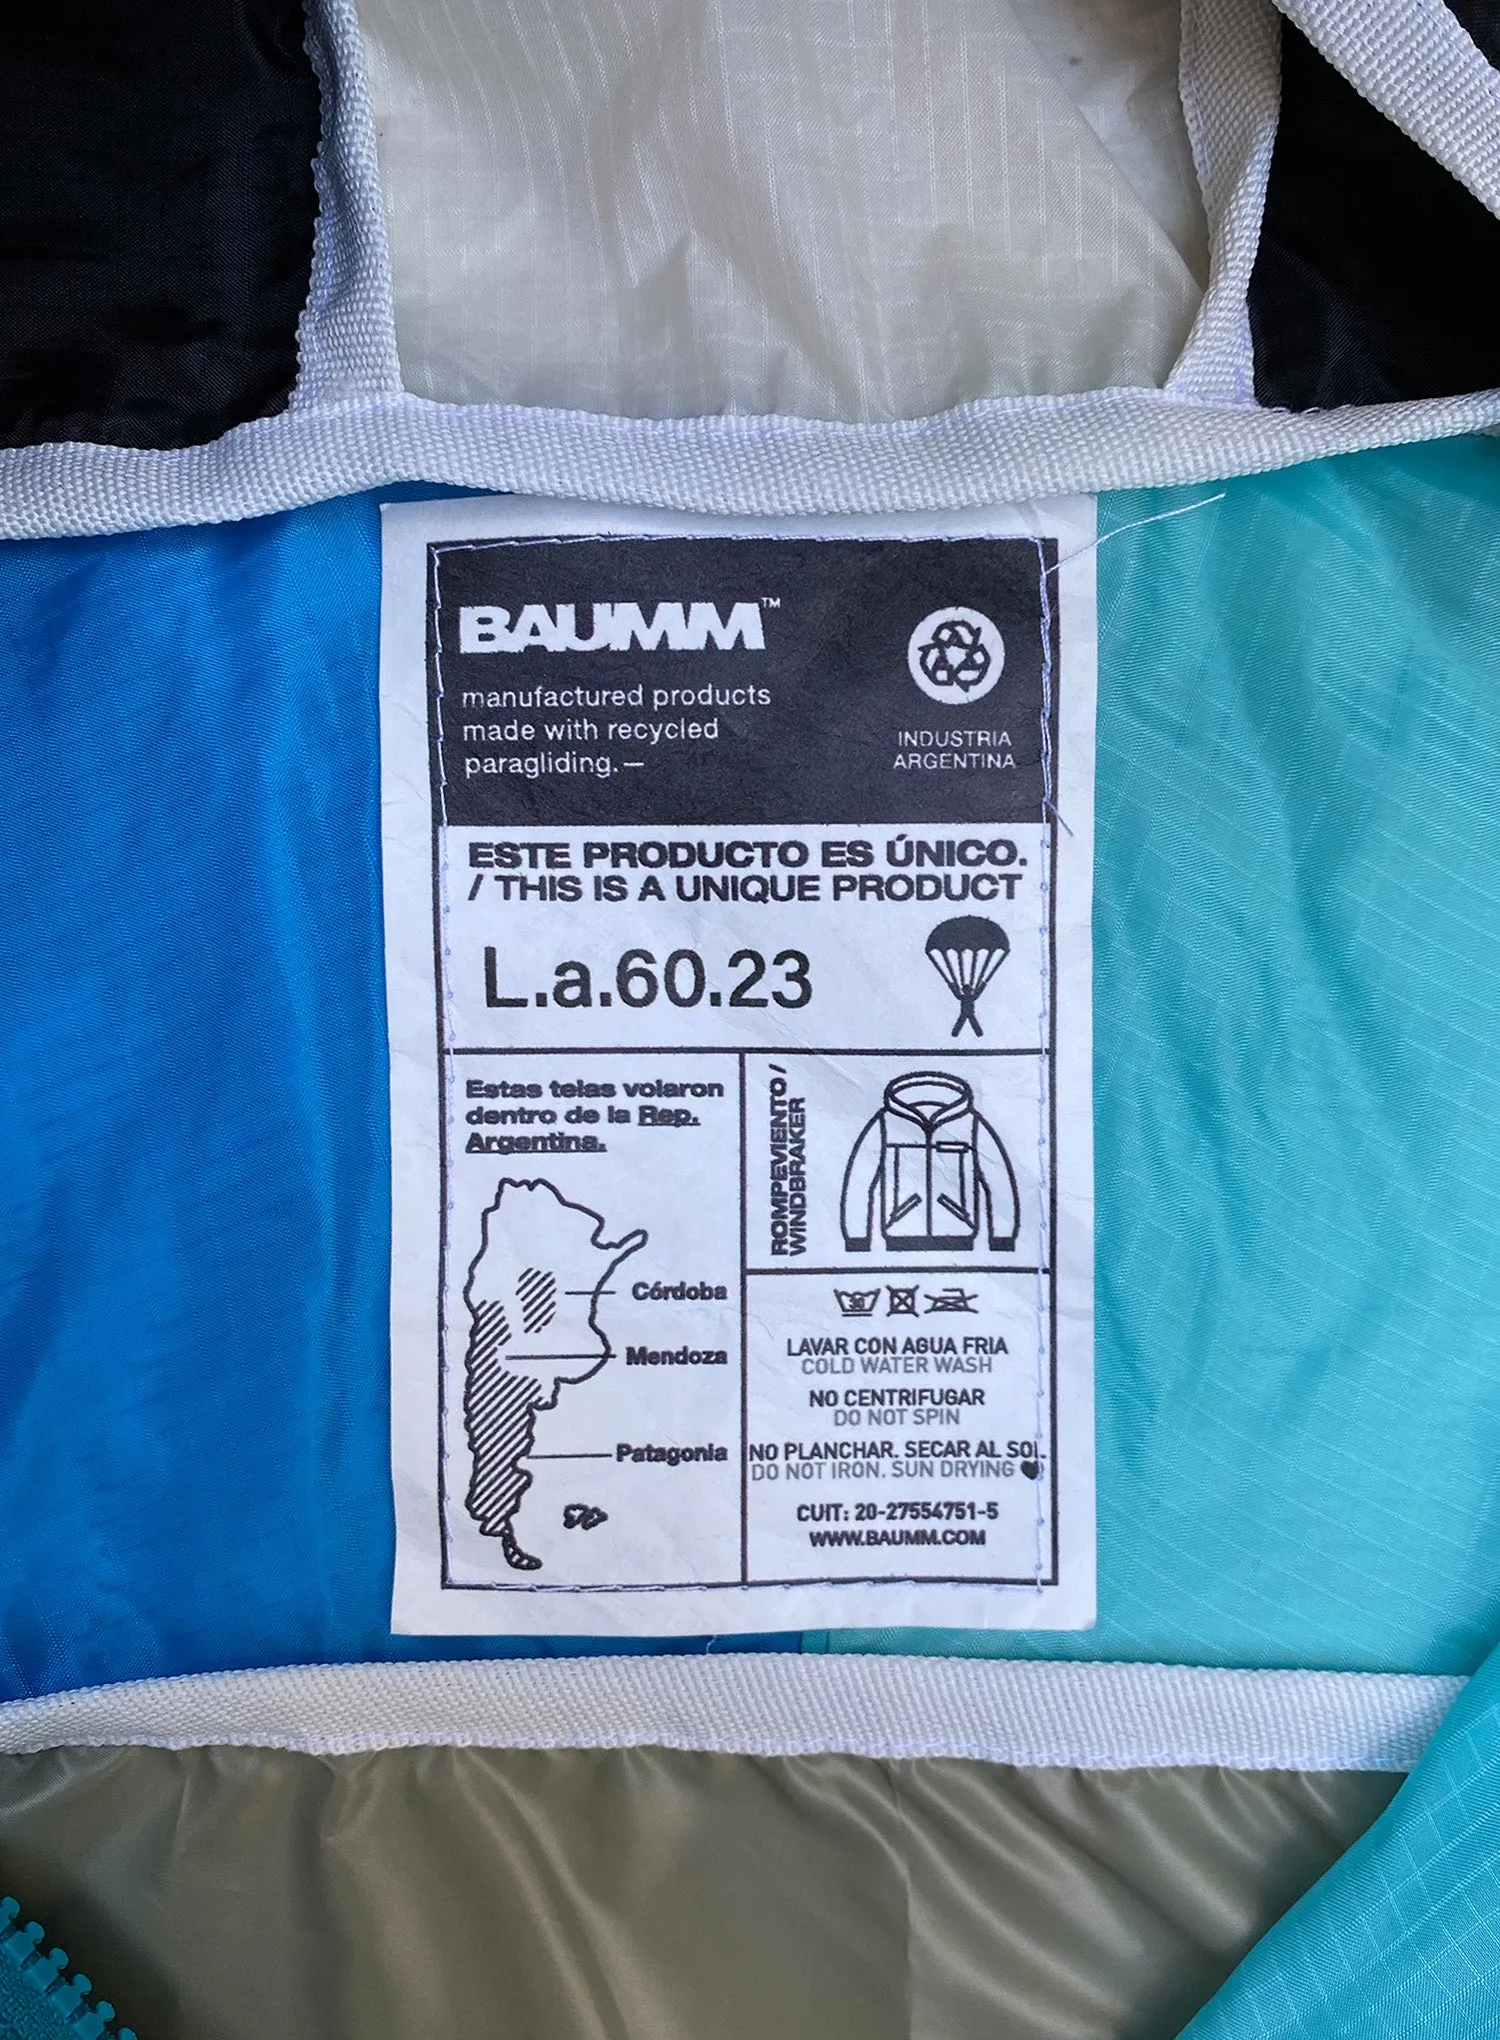 BAUMM™
manufactured products
made with recycled
paragliding.—
INDUSTRIA
ARGENTINA
ESTE PRODUCTO ES ÚNICO.
/ THIS IS A UNIQUE PRODUCT
L.a.60.23
Estas telas volaron
dentro de la Rep.
Argentina.
Córdoba
Mendoza
Patagonia
ROMPEVIENTO /
WINDBRAKER
30
LAVAR CON AGUA FRIA
COLD WATER WASH
NO CENTRIFUGAR
DO NOT SPIN
NO PLANCHAR. SECAR AL SOL.
DO NOT IRON. SUN DRYING
CUIT: 20-27554751-5
WWW.BAUMM.COM